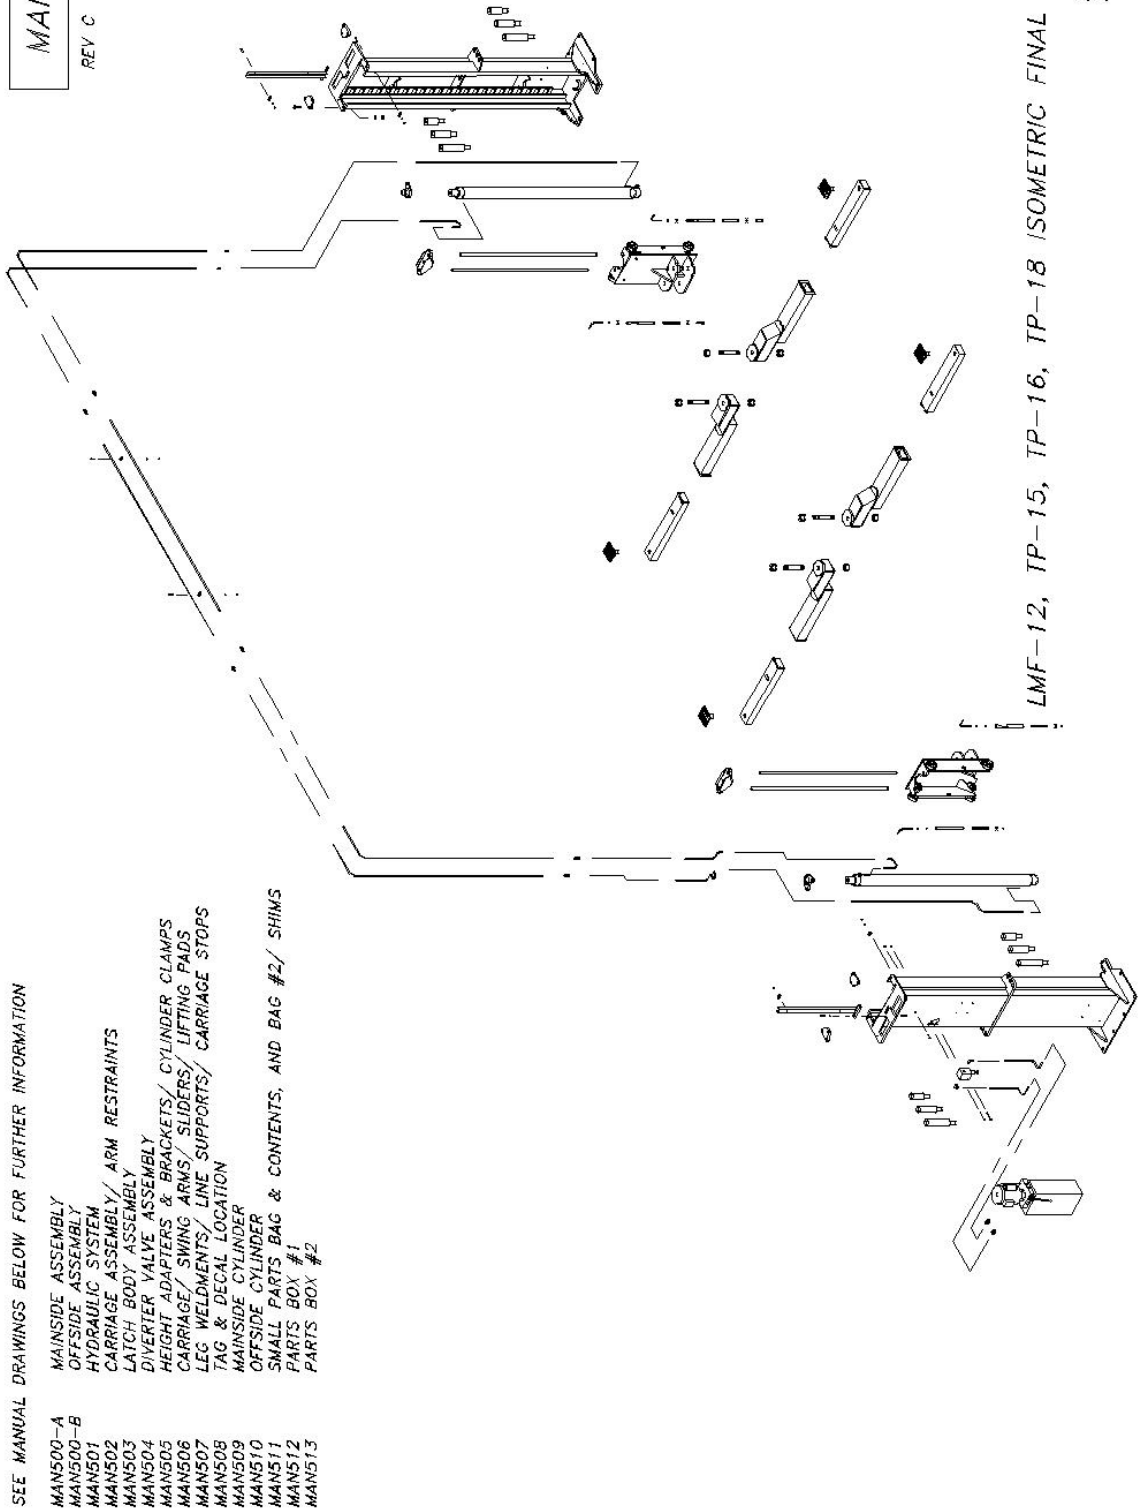 SEE MANUAL DRAWINGS BELOW FOR FURTHER INFORMATION
MAN500-A MAINSIDE ASSEMBLY
MAN500-B OFFSIDE ASSEMBLY
MAN501 HYDRAULIC SYSTEM
MAN502 CARRIAGE ASSEMBLY/ ARM RESTRAINTS
MAN503 LATCH BODY ASSEMBLY
MAN504 DIVERTER VALVE ASSEMBLY
MAN505 HEIGHT ADAPTERS & BRACKETS/ CYLINDER CLAMPS
MAN506 CARRIAGE/ SWING ARMS/ SLIDERS/ LIFTING PADS
MAN507 LEG WELDMENTS/ LINE SUPPORTS/ CARRIAGE STOPS
MAN508 TAG & DECAL LOCATION
MAN509 MAINSIDE CYLINDER
MAN510 OFFSIDE CYLINDER
MAN511 SMALL PARTS BAG & CONTENTS, AND BAG #2/ SHIMS
MAN512 PARTS BOX #1
MAN513 PARTS BOX #2
MAN
REV C
LMF-12, TP-15, TP-16, TP-18 ISOMETRIC FINAL